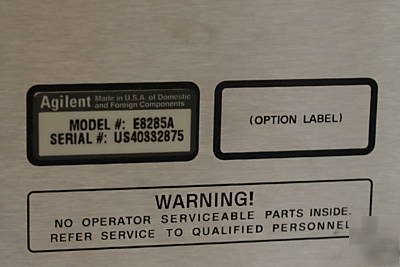 Agilent Made in U.S.A. of Domestic
and Foreign Components
MODEL #: E8285A
SERIAL #: US40332875
(OPTION LABEL)
WARNING!
NO OPERATOR SERVICEABLE PARTS INSIDE.
REFER SERVICE TO QUALIFIED PERSONNEL